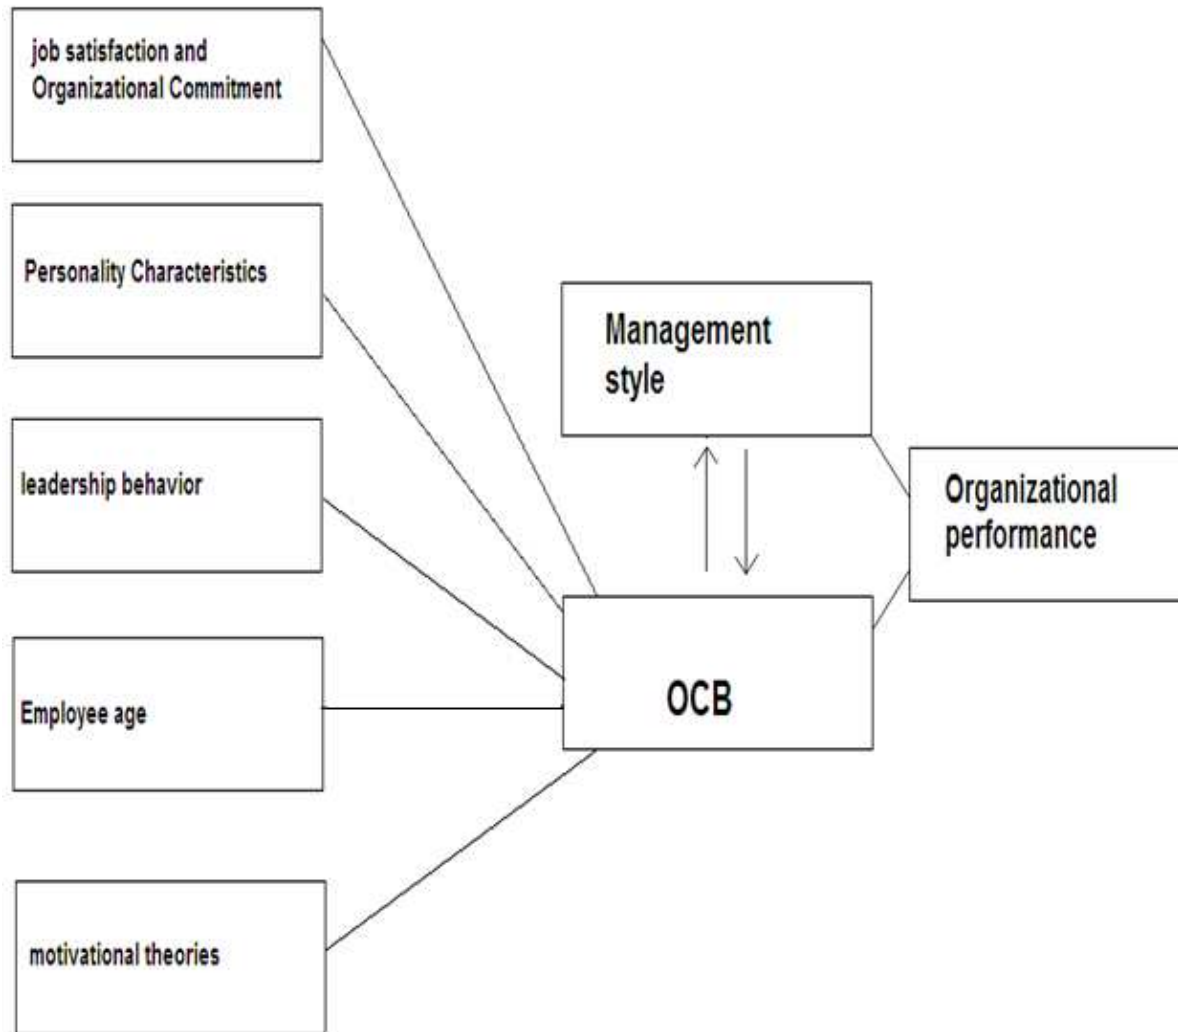 job satisfaction and
Organizational Commitment
Personality Characteristics
leadership behavior
Employee age
motivational theories
Management
style
OCB
Organizational
performance